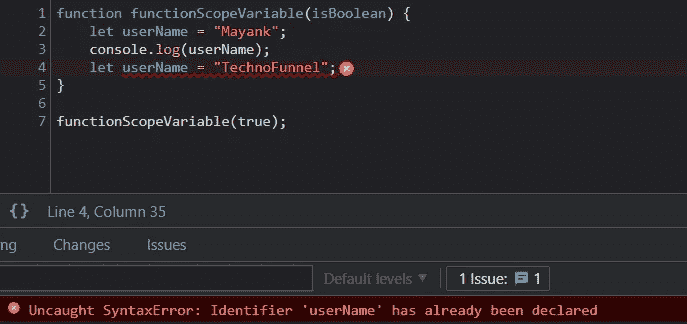 1 function functionScopeVariable(isBoolean) {
2 let userName = "Mayank";
3 console.log(userName);
4 let userName = "TechnoFunnel";
5 }
6
7 functionScopeVariable(true);
{} Line 4, Column 35
ng Changes Issues
Default levels ▼ 1 Issue: 1
Uncaught SyntaxError: Identifier 'userName' has already been declared